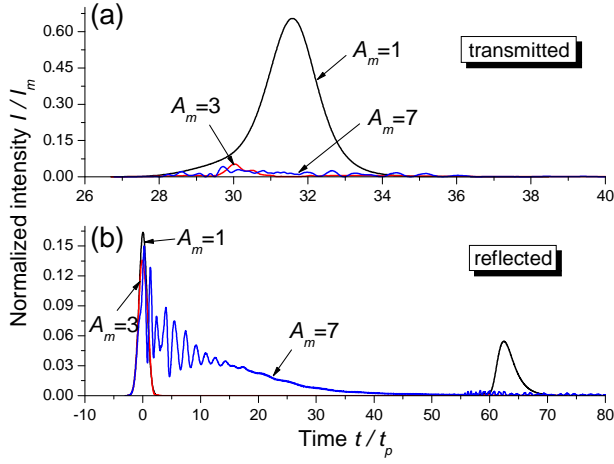 (a)
transmitted
A_m=1
A_m=3
A_m=7
0.60
0.45
0.30
0.15
0.00
26 28 30 32 34 36 38 40
Normalized intensity I / I_m
(b)
reflected
A_m=1
A_m=3
A_m=7
0.15
0.12
0.09
0.06
0.03
0.00
-10 0 10 20 30 40 50 60 70 80
Time t / t_p